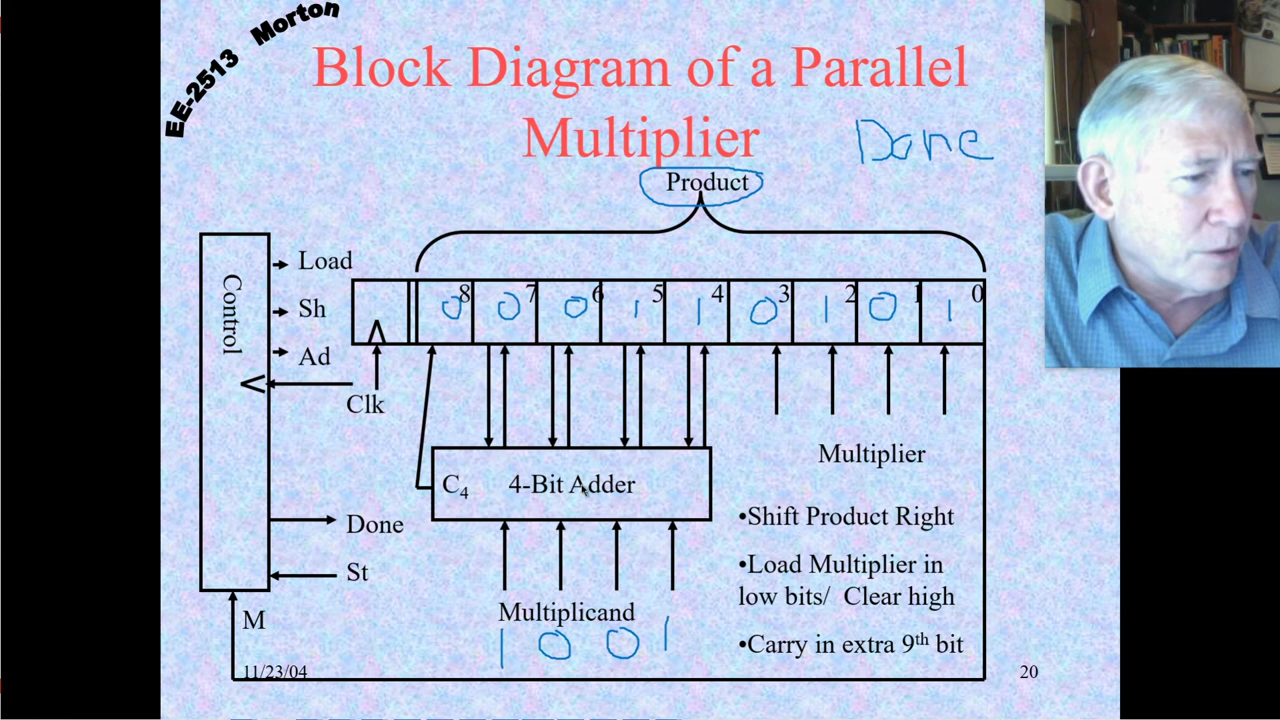 EE-2513 Morton
Block Diagram of a Parallel
Multiplier
Done
Product
Control
Load
Sh
Ad
Clk
8 7 6 5 4 3 2 1 0
0 0 0 1 1 0 1 0 1
C4 4-Bit Adder
Multiplier
Done
St
M
Multiplicand
1 0 0 1
•Shift Product Right
•Load Multiplier in
low bits/ Clear high
•Carry in extra 9th bit
11/23/04
20